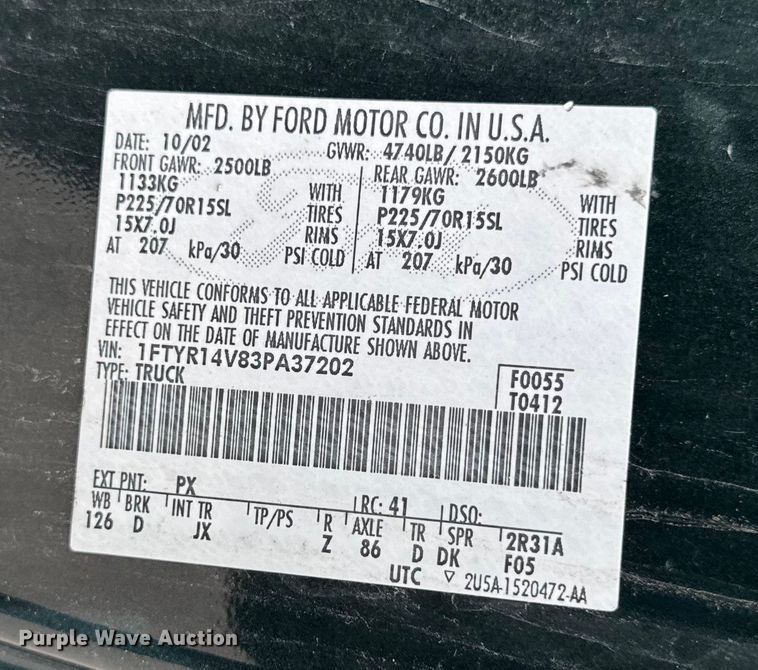 MFD. BY FORD MOTOR CO. IN U.S.A.
DATE: 10/02 GVWR: 4740LB/ 2150KG
FRONT GAWR: 2500LB REAR GAWR: 2600LB
1133KG WITH 1179KG WITH
P225/70R15SL TIRES P225/70R15SL TIRES
15X7.0J RIMS 15X7.0J RIMS
AT 207 kPa/30 PSI COLD AT 207 kPa/30 PSI COLD
THIS VEHICLE CONFORMS TO ALL APPLICABLE FEDERAL MOTOR
VEHICLE SAFETY AND THEFT PREVENTION STANDARDS IN
EFFECT ON THE DATE OF MANUFACTURE SHOWN ABOVE.
VIN: 1FTYR14V83PA37202
TYPE: TRUCK F0055
T0412
EXT PNT: PX RC: 41 DSO:
WB BRK INT TR TP/PS R AXLE TR SPR 2R31A
126 D JX Z 86 D DK F05
UTC ▽ 2U5A-1520472-AA
Purple Wave Auction